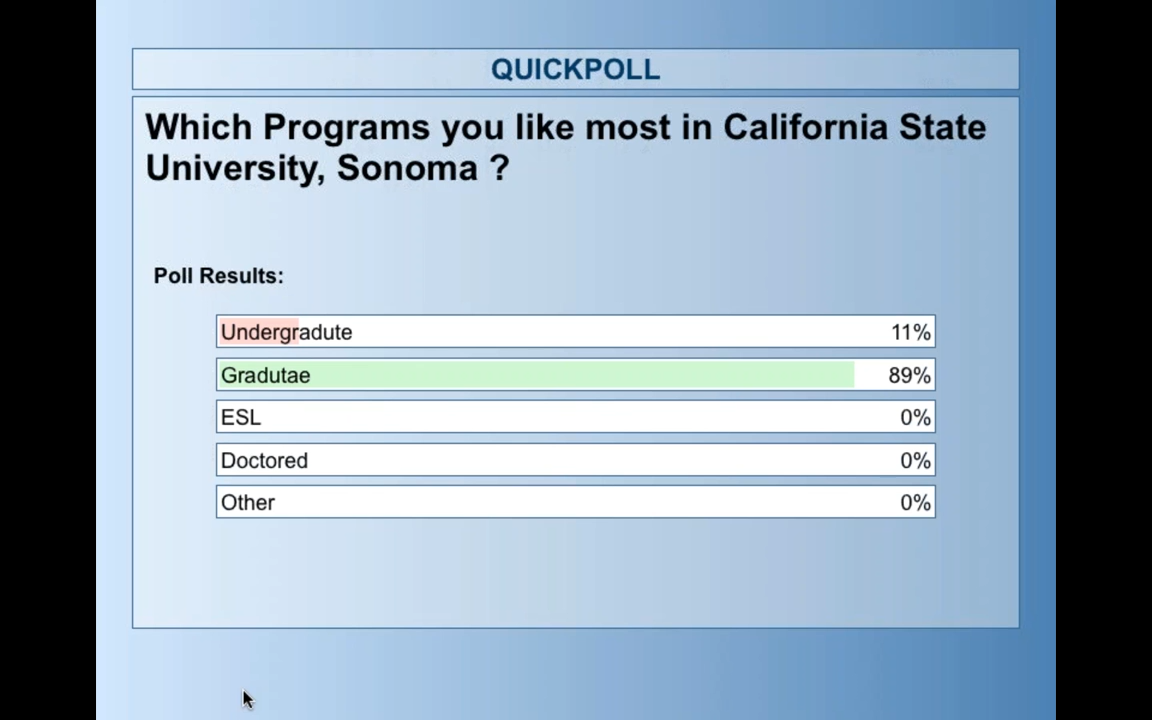 QUICKPOLL
Which Programs you like most in California State
University, Sonoma ?
Poll Results:
Undergradute 11%
Gradutae 89%
ESL 0%
Doctored 0%
Other 0%